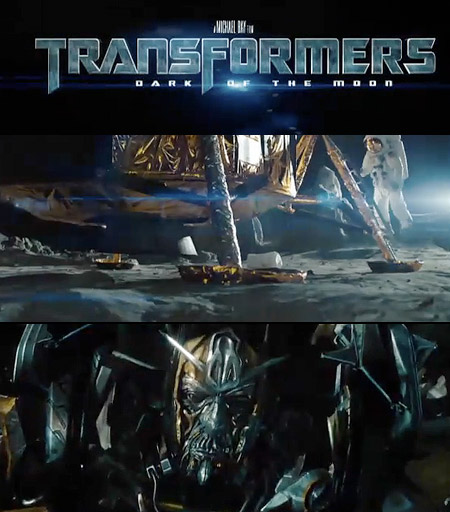 A MICHAEL BAY FILM
TRANSFORMERS
DARK OF THE MOON